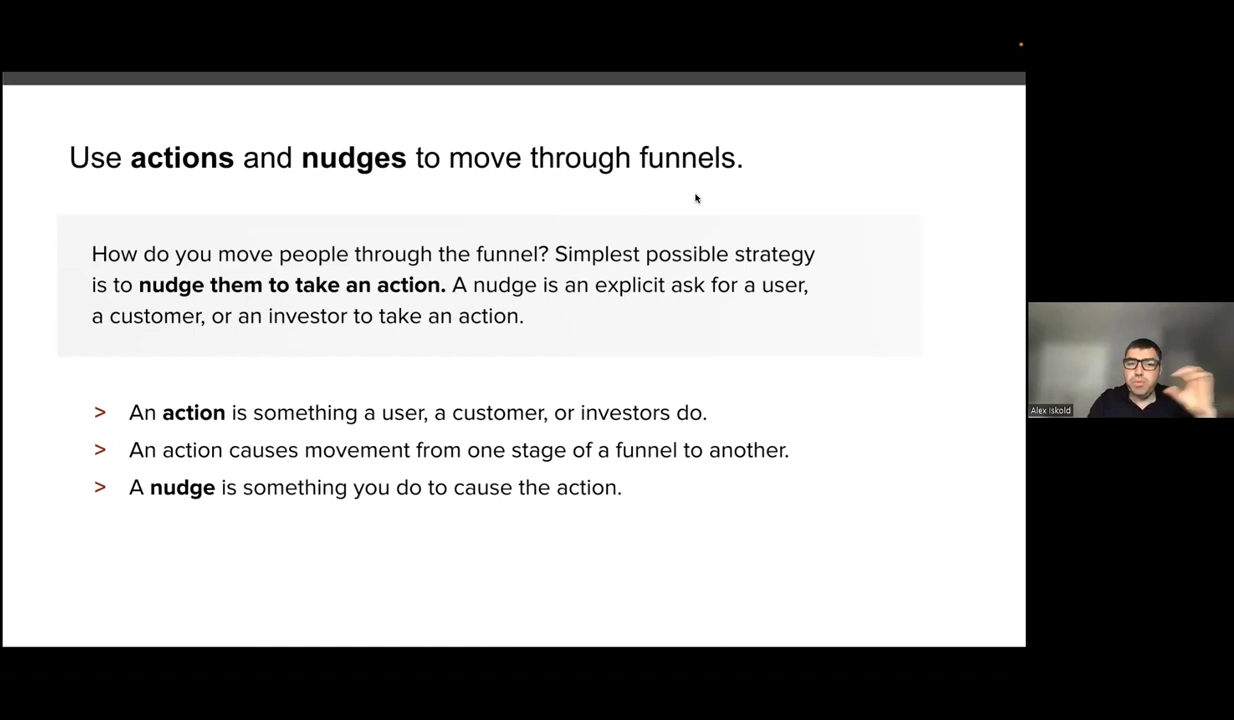 Use actions and nudges to move through funnels.
How do you move people through the funnel? Simplest possible strategy
is to nudge them to take an action. A nudge is an explicit ask for a user,
a customer, or an investor to take an action.
> An action is something a user, a customer, or investors do.
> An action causes movement from one stage of a funnel to another.
> A nudge is something you do to cause the action.
Alex Iskold